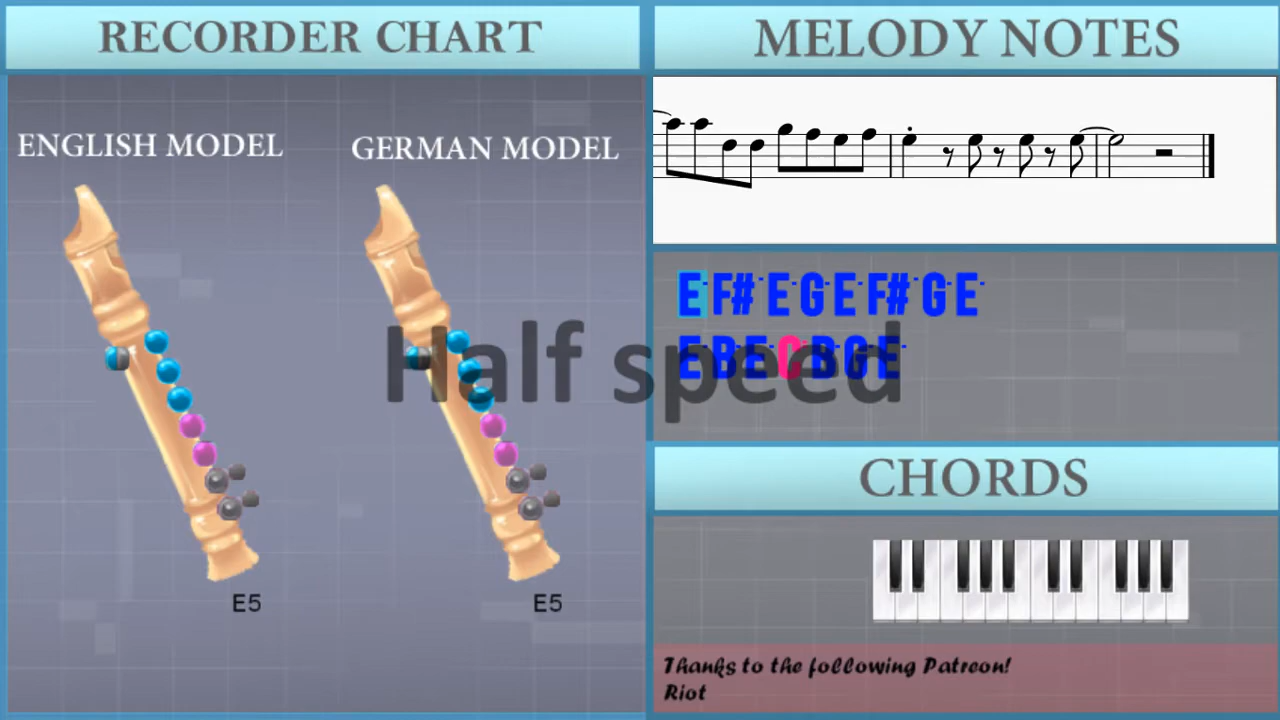 RECORDER CHART
MELODY NOTES
ENGLISH MODEL
GERMAN MODEL
E F# E G E F# G E
E B E C B G E
Half speed
CHORDS
E5
E5
Thanks to the following Patreon!
Riot